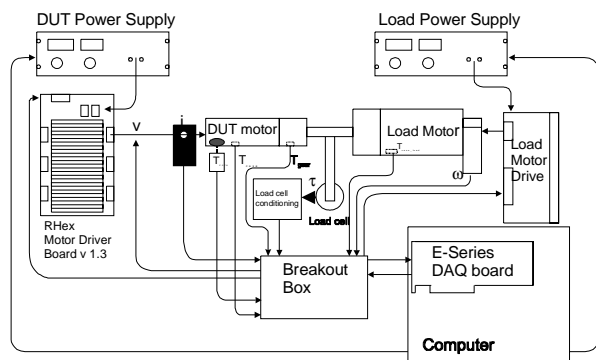 DUT Power Supply
Load Power Supply
i
v
DUT motor
Load Motor
Load
Motor
Drive
T
T
T
T
ω
τ
Load cell
conditioning
Load cell
RHex
Motor Driver
Board v 1.3
Breakout
Box
E-Series
DAQ board
Computer